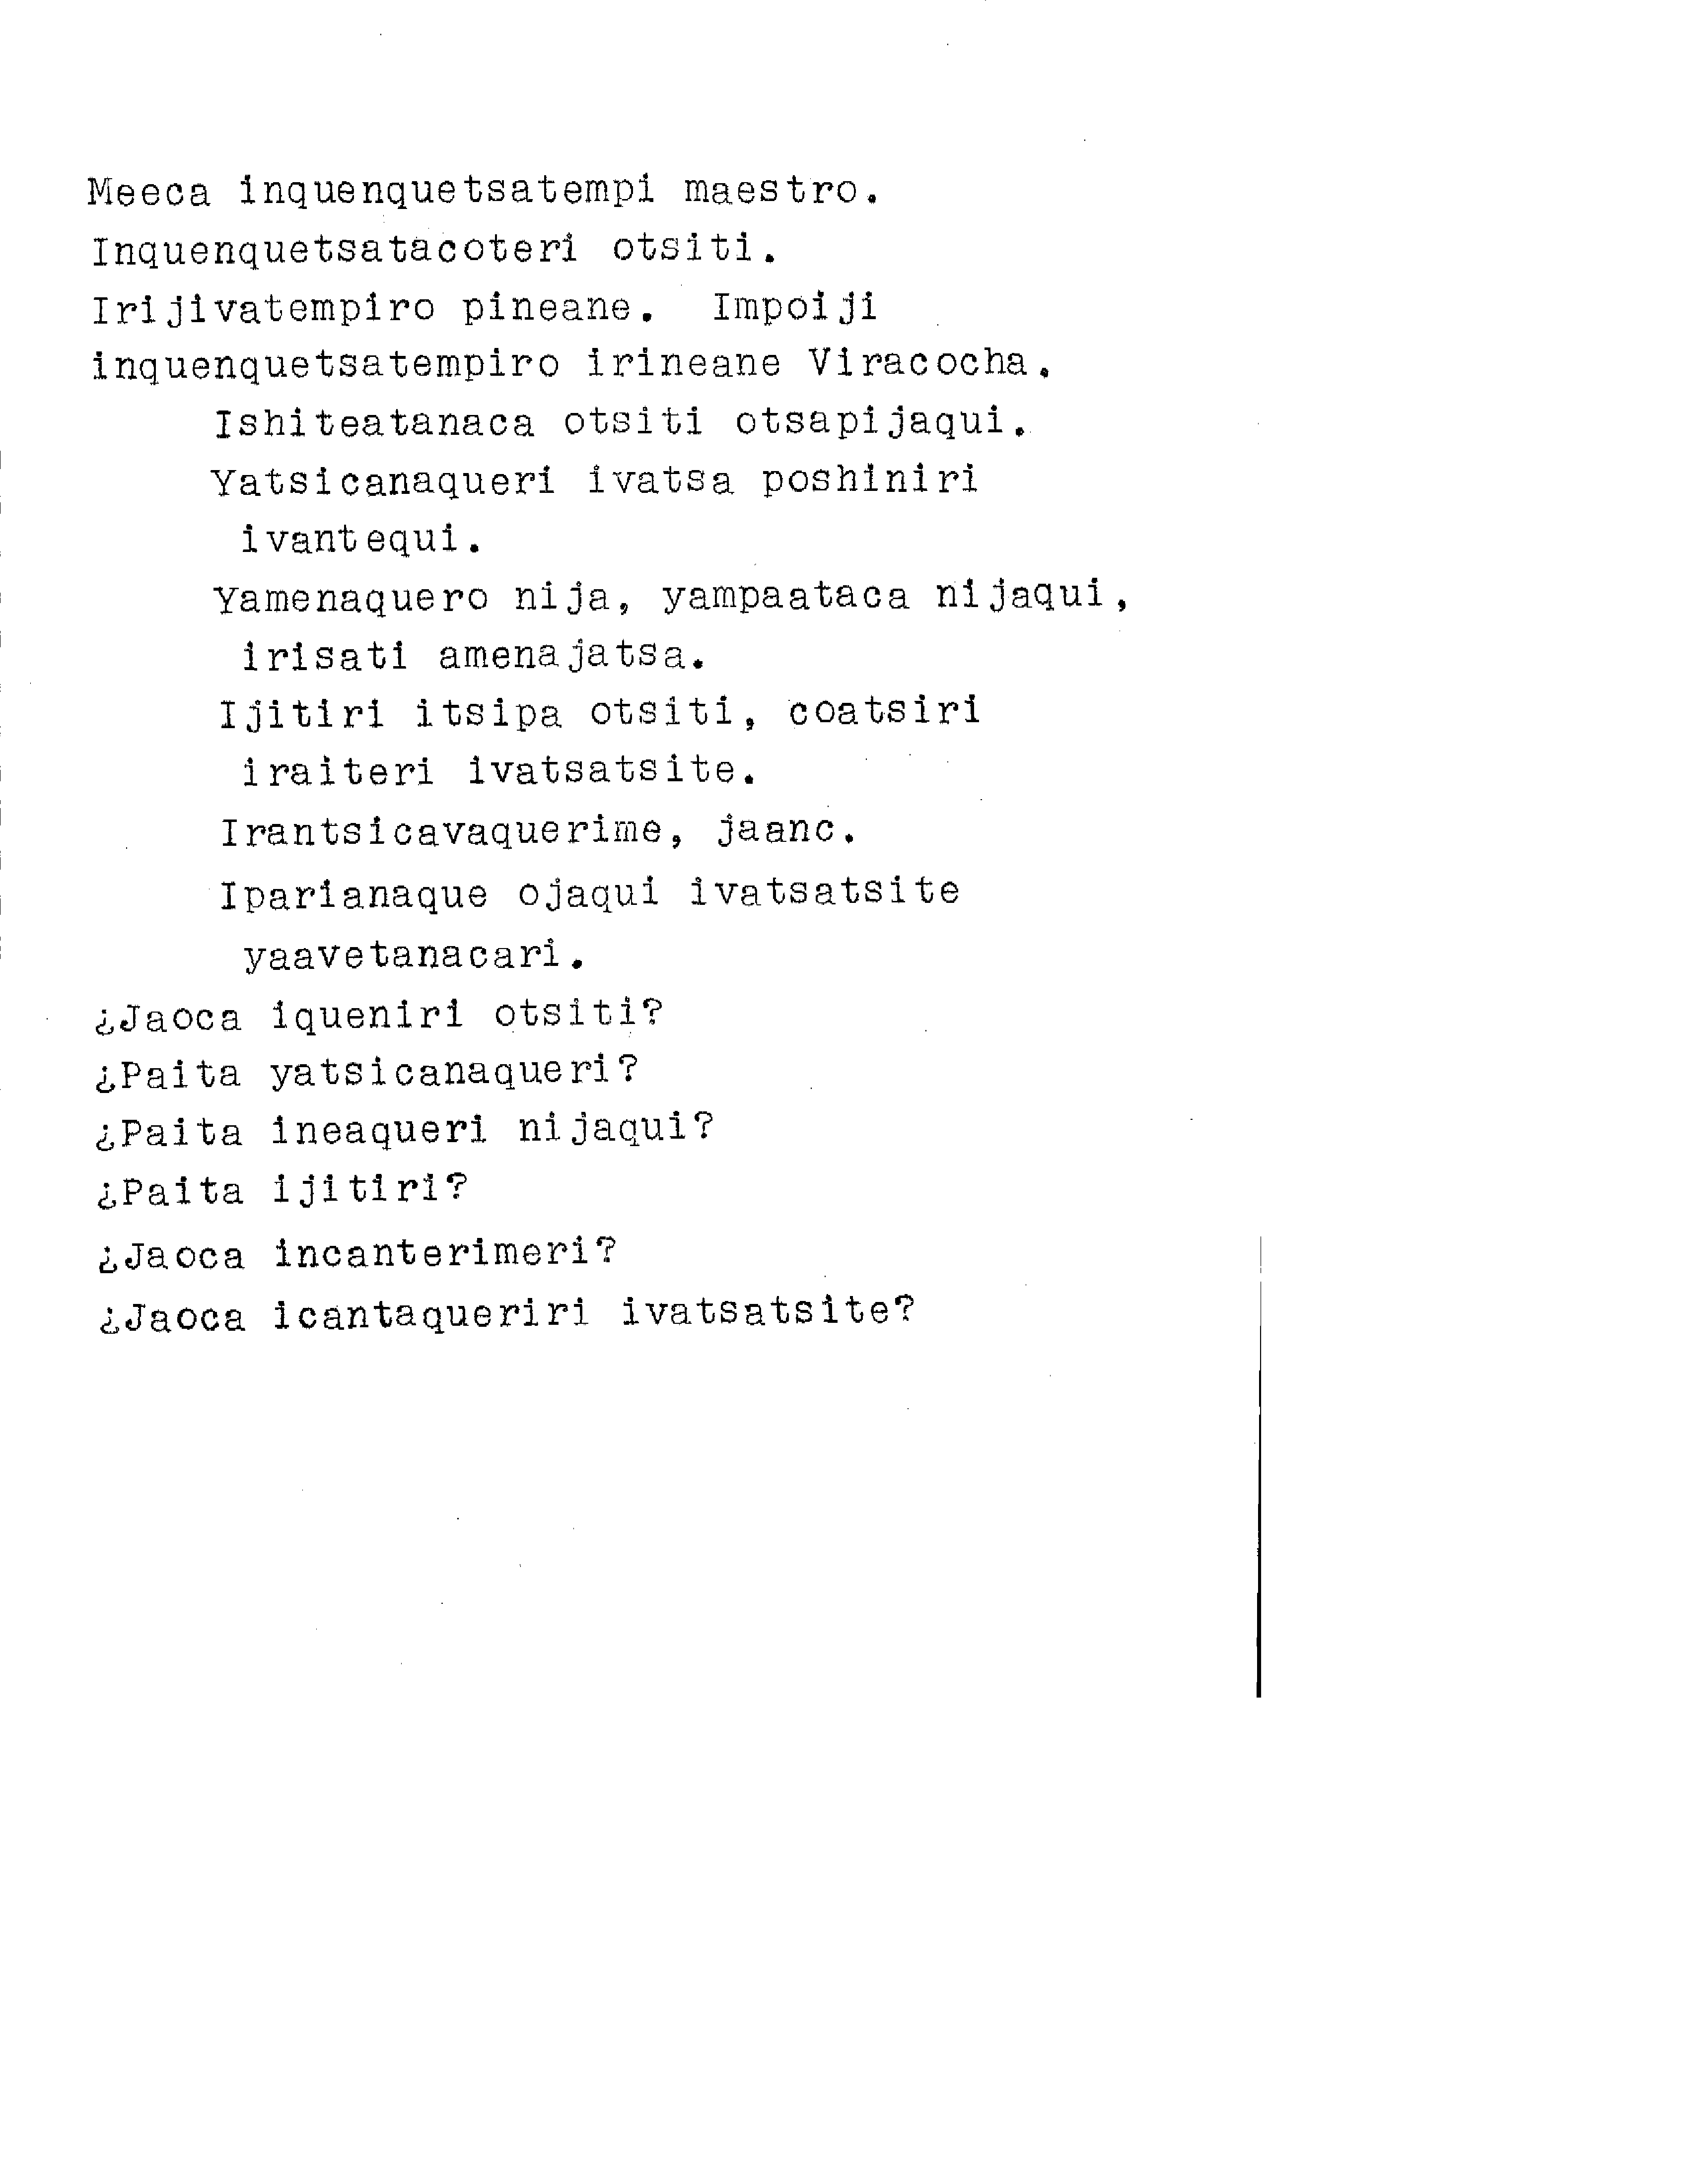 Meeca inquenquetsatempi maestro.
Inquenquetsatacoteri otsiti.
Irijivatempiro pineane. Impoiji
inquenquetsatempiro irineane Viracocha.
Ishiteatanaca otsiti otsapijaqui.
Yatsicanaqueri ivatsa poshiniri
ivantequi.
Yamenaquero nija, yampaataca nijaqui,
irisati amenajatsa.
Ijitiri itsipa otsiti, coatsiri
iraiteri ivatsatsite.
Irantsicavaquerime, jaanc.
Iparianaque ojaqui ivatsatsite
yaavetanacari.
¿Jaoca iqueniri otsiti?
¿Paita yatsicanaqueri?
¿Paita ineaqueri nijaqui?
¿Paita ijitiri?
¿Jaoca incanterimeri?
¿Jaoca icantaqueriri ivatsatsite?